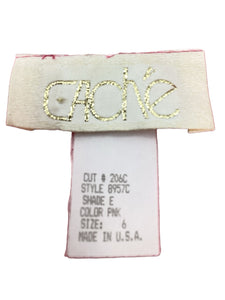 Caché
CUT # 206C
STYLE 8957C
SHADE E
COLOR PNK
SIZE: 6
MADE IN U.S.A.